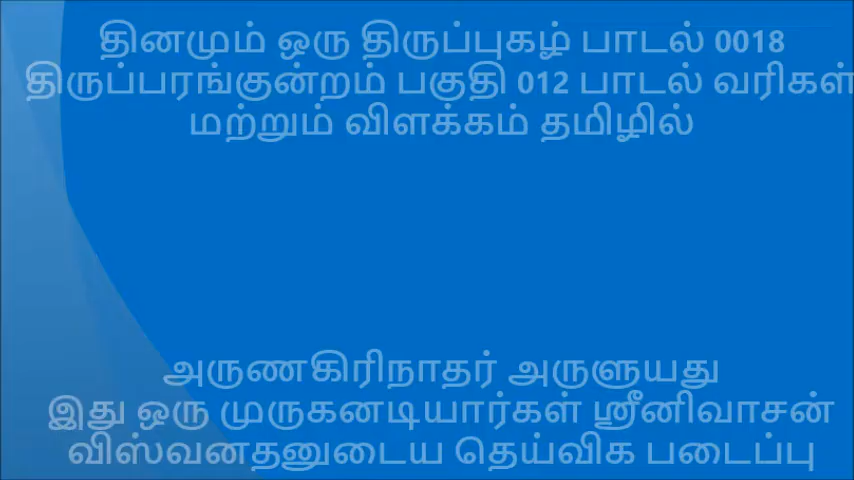 தினமும் ஒரு திருப்புகழ் பாடல் 0018
திருப்பரங்குன்றம் பகுதி 012 பாடல் வரிகள்
மற்றும் விளக்கம் தமிழில்
அருணகிரிநாதர் அருளுயது
இது ஒரு முருகனடியார்கள் ஸ்ரீனிவாசன்
விஸ்வனதனுடைய தெய்விக படைப்பு